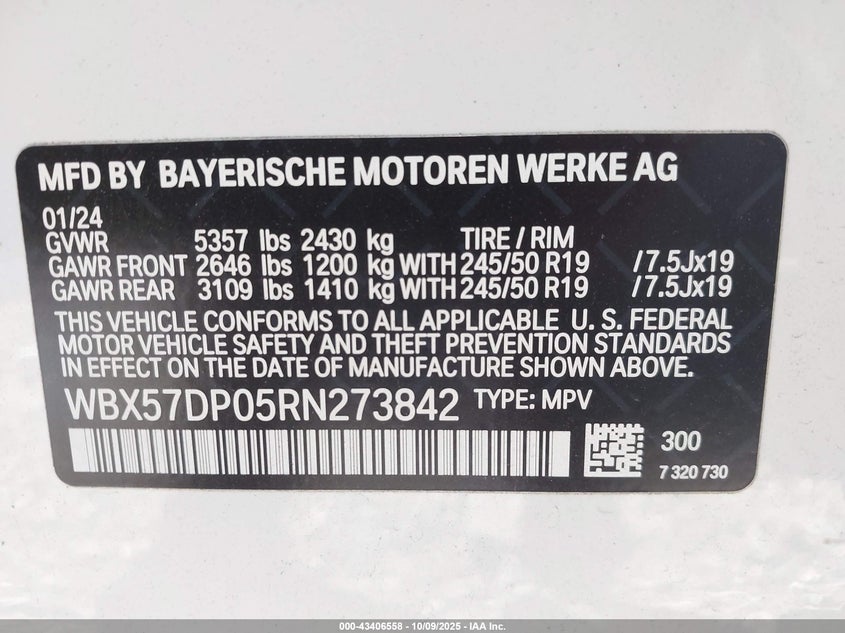 MFD BY BAYERISCHE MOTOREN WERKE AG
01/24
GVWR 5357 lbs 2430 kg TIRE / RIM
GAWR FRONT 2646 lbs 1200 kg WITH 245/50 R19 /7.5Jx19
GAWR REAR 3109 lbs 1410 kg WITH 245/50 R19 /7.5Jx19
THIS VEHICLE CONFORMS TO ALL APPLICABLE U. S. FEDERAL
MOTOR VEHICLE SAFETY AND THEFT PREVENTION STANDARDS
IN EFFECT ON THE DATE OF MANUFACTURE SHOWN ABOVE.
WBX57DP05RN273842 TYPE: MPV
300
7 320 730
000-43406558 - 10/09/2025 - IAA Inc.